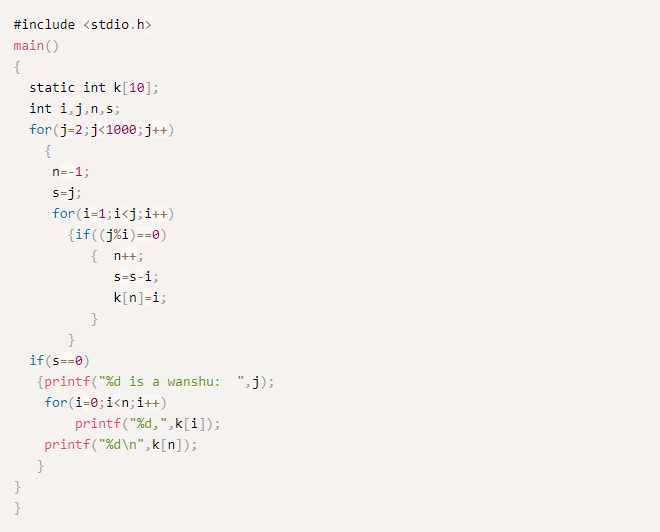 #include <stdio.h>
main()
{
  static int k[10];
  int i,j,n,s;
  for(j=2;j<1000;j++)
    {
     n=-1;
     s=j;
     for(i=1;i<j;i++)
       {if((j%i)==0)
          {  n++;
             s=s-i;
             k[n]=i;
          }
       }
  if(s==0)
   {printf("%d is a wanshu:  ",j);
    for(i=0;i<n;i++)
        printf("%d,",k[i]);
    printf("%d\n",k[n]);
   }
}
}